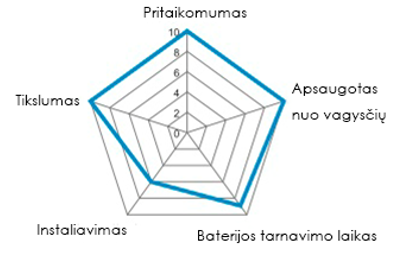 Pritaikomumas
10
8
6
4
2
0
Tikslumas
Apsaugotas
nuo vagysčių
Instaliavimas
Baterijos tarnavimo laikas